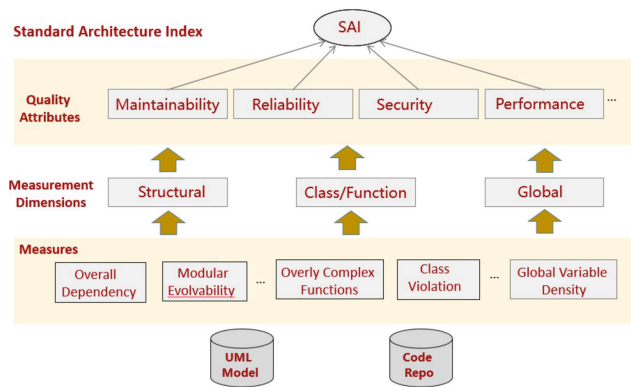 SAI
Standard Architecture Index
Quality
Attributes
Maintainability
Reliability
Security
Performance
...
Measurement
Dimensions
Structural
Class/Function
Global
Measures
Overall
Dependency
Modular
Evolvability
...
Overly Complex
Functions
Class
Violation
...
Global Variable
Density
UML
Model
Code
Repo